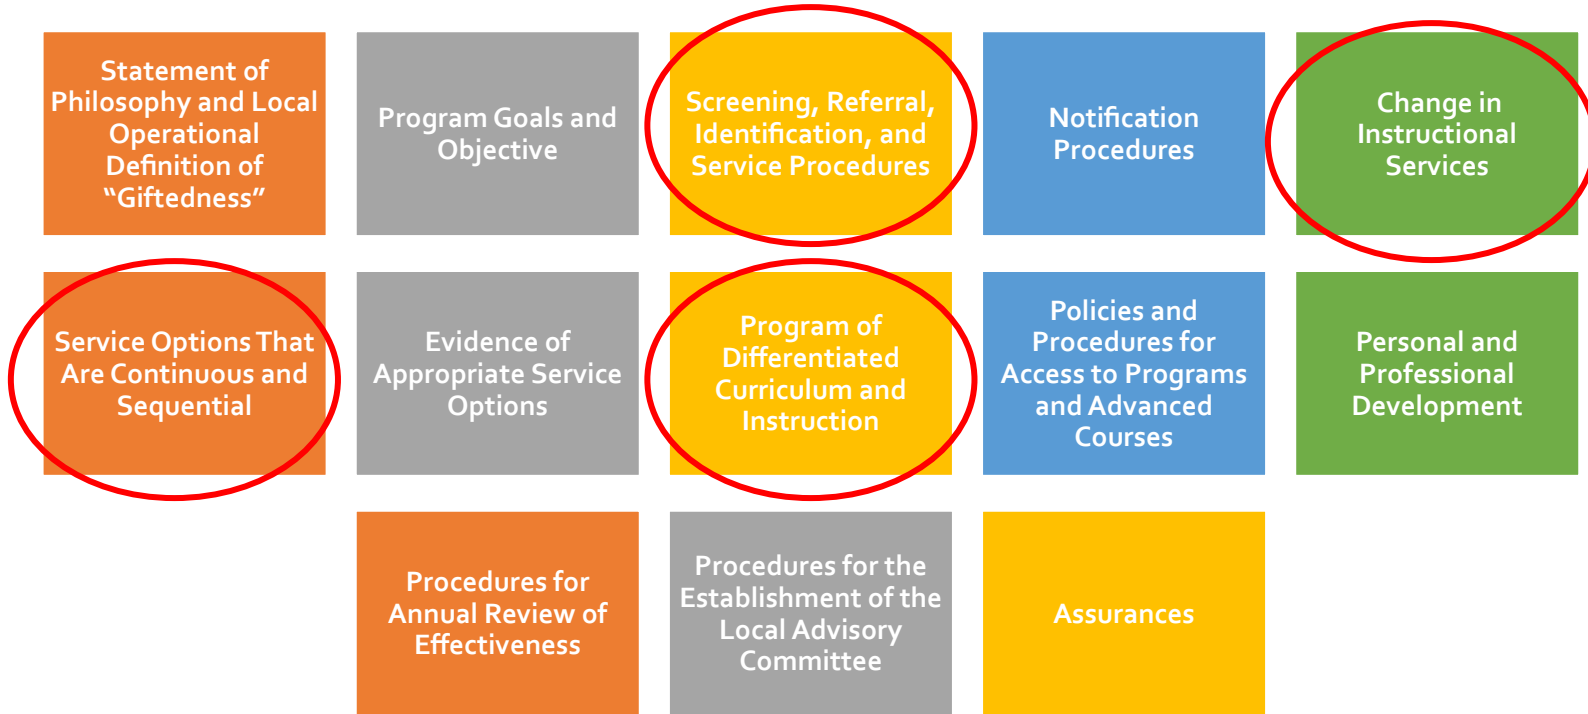 Statement of
Philosophy and Local
Operational
Definition of
“Giftedness”
Program Goals and
Objective
Screening, Referral,
Identification, and
Service Procedures
Notification
Procedures
Change in
Instructional
Services
Service Options That
Are Continuous and
Sequential
Evidence of
Appropriate Service
Options
Program of
Differentiated
Curriculum and
Instruction
Policies and
Procedures for
Access to Programs
and Advanced
Courses
Personal and
Professional
Development
Procedures for
Annual Review of
Effectiveness
Procedures for the
Establishment of the
Local Advisory
Committee
Assurances